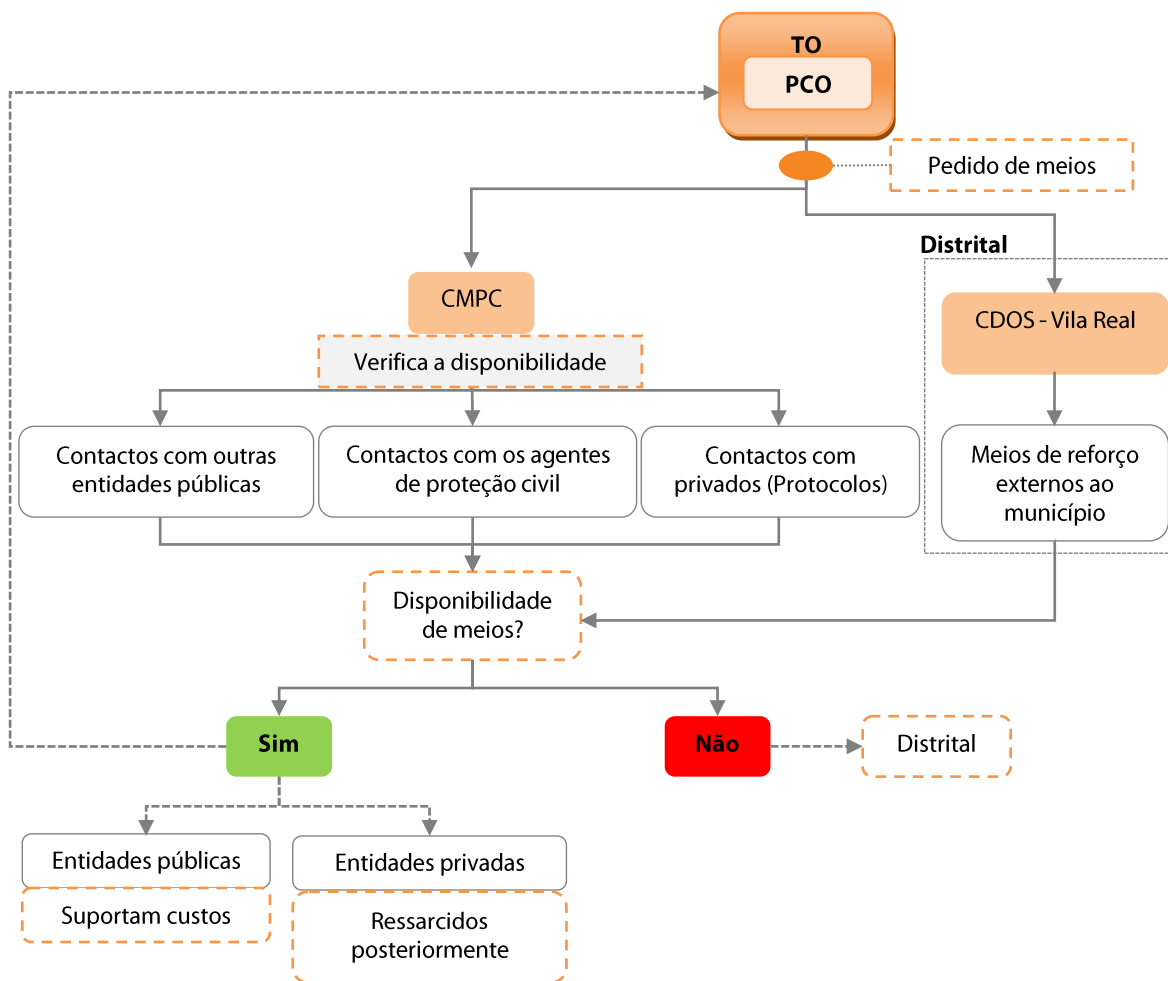 TO
PCO
Pedido de meios
Distrital
CMPC
CDOS - Vila Real
Verifica a disponibilidade
Contactos com outras
entidades públicas
Contactos com os agentes
de proteção civil
Contactos com
privados (Protocolos)
Meios de reforço
externos ao
município
Disponibilidade
de meios?
Sim
Não
Distrital
Entidades públicas
Suportam custos
Entidades privadas
Ressarcidos
posteriormente